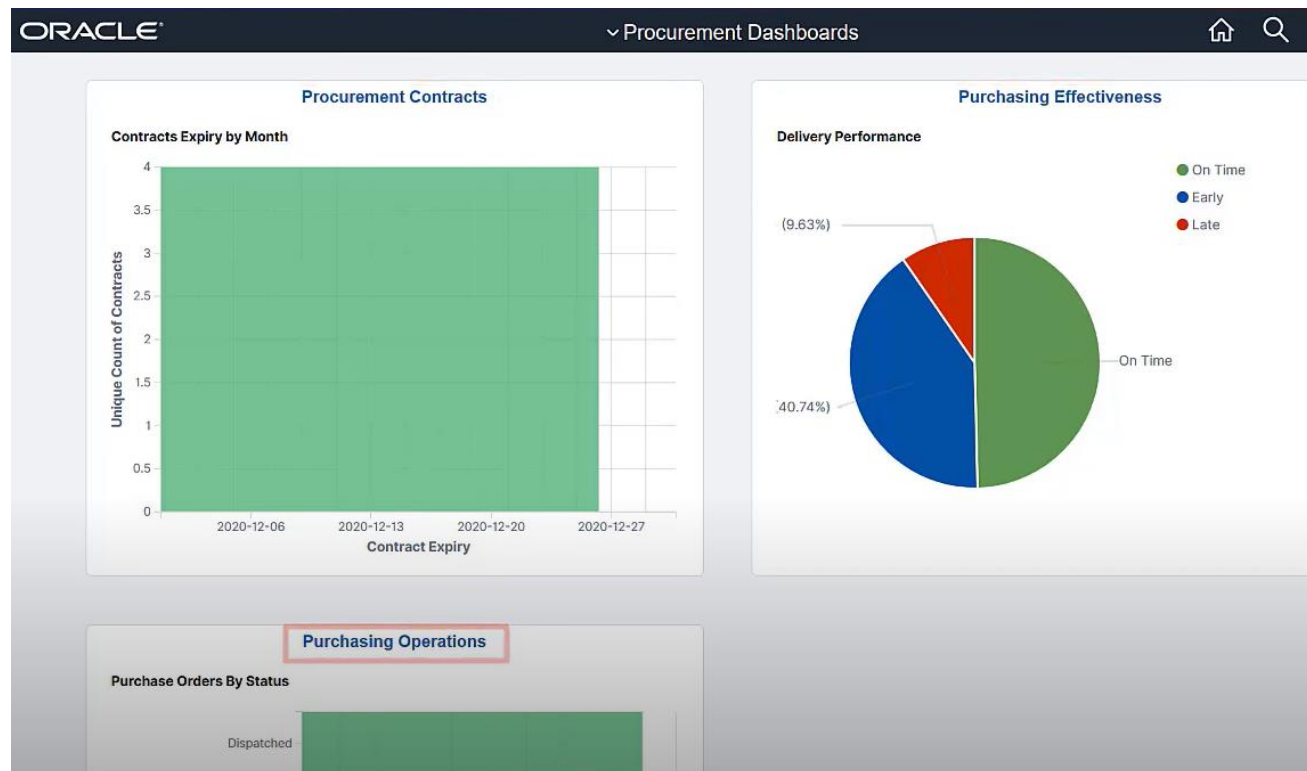 ORACLE
Procurement Dashboards
Procurement Contracts
Contracts Expiry by Month
4
3.5
3
2.5
2
1.5
1
0.5
0
Unique Count of Contracts
2020-12-06 2020-12-13 2020-12-20 2020-12-27
Contract Expiry
Purchasing Effectiveness
Delivery Performance
On Time
Early
Late
(9.63%)
On Time
40.74%)
Purchasing Operations
Purchase Orders By Status
Dispatched